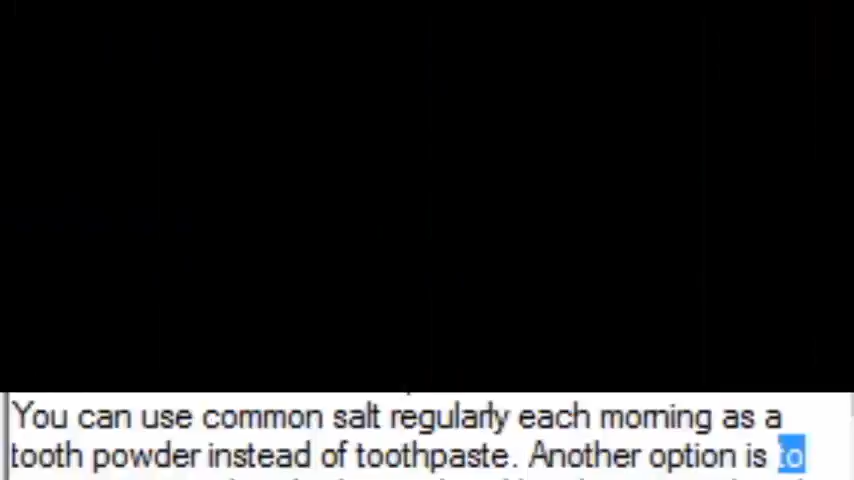 You can use common salt regularly each morning as a
tooth powder instead of toothpaste. Another option is to